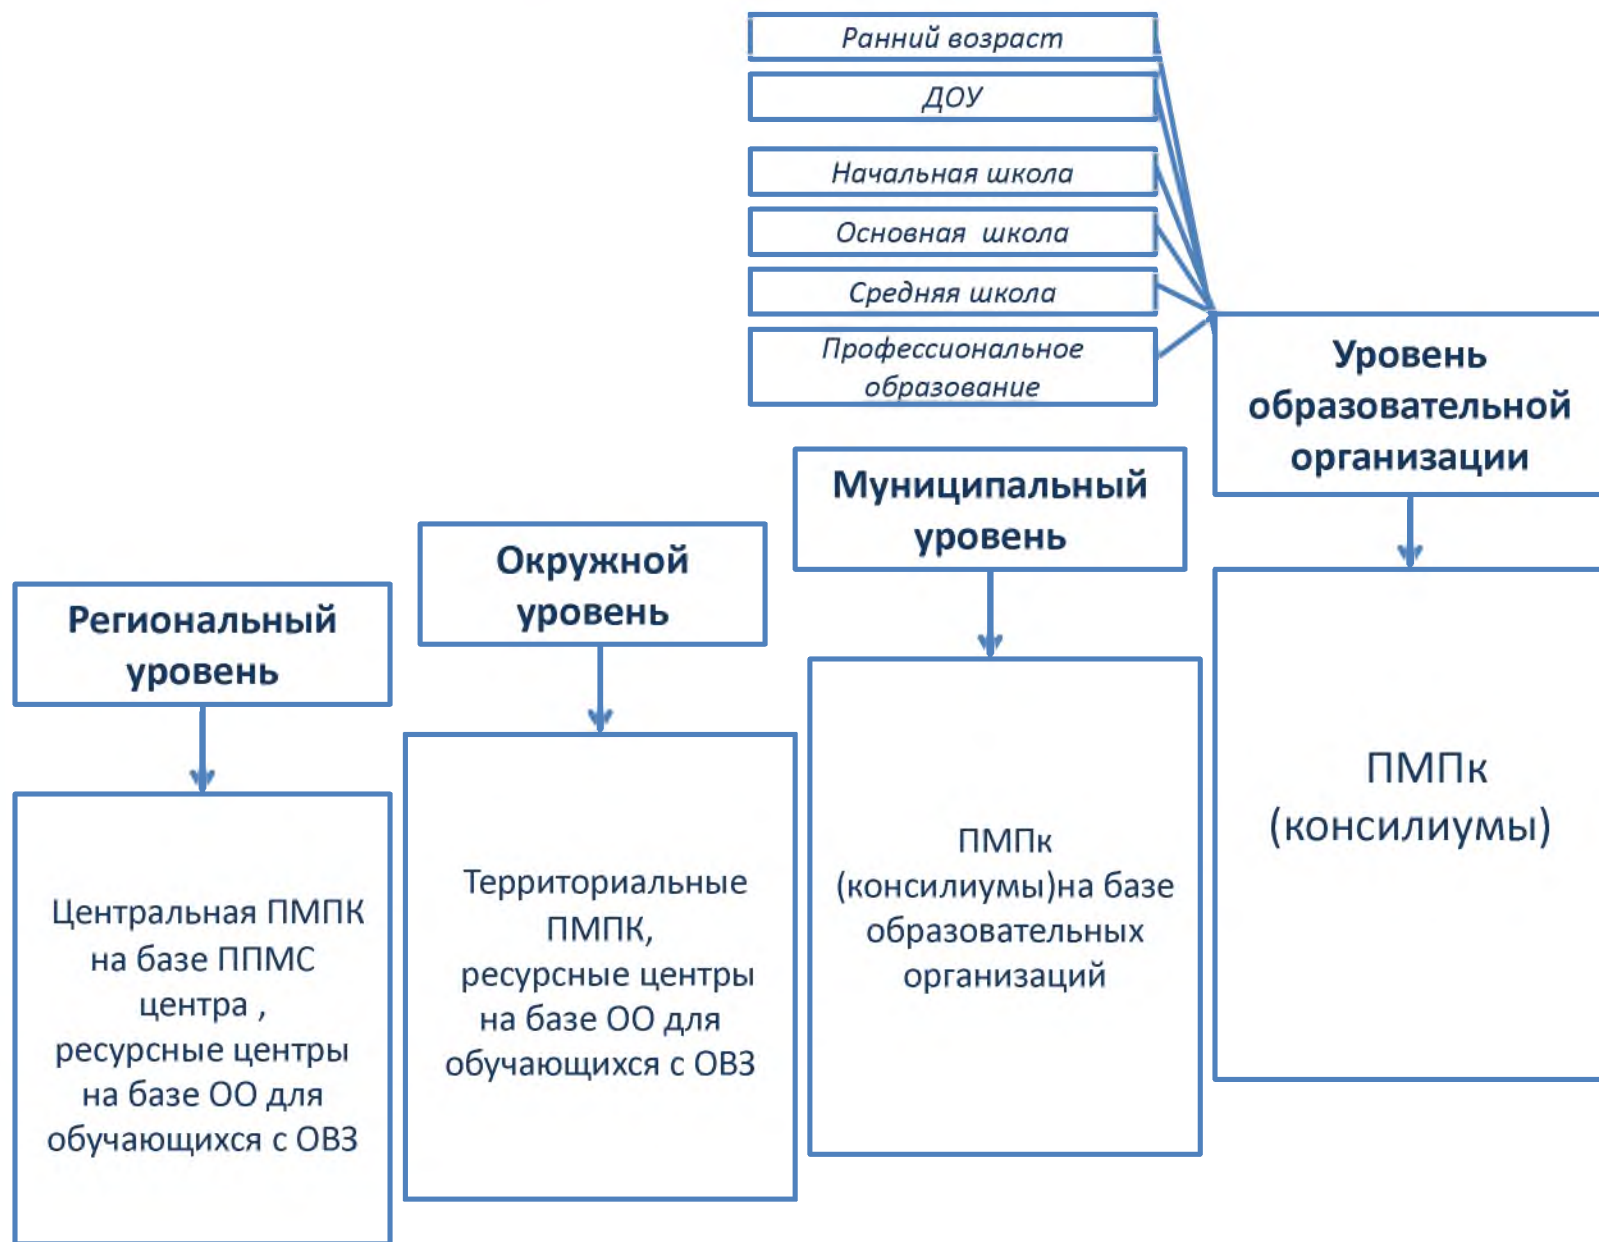 Ранний возраст
ДОУ
Начальная школа
Основная школа
Средняя школа
Профессиональное
образование
Уровень
образовательной
организации
Муниципальный
уровень
Окружной
уровень
Региональный
уровень
ПМПк
(консилиумы)
ПМПк
(консилиумы)на базе
образовательных
организаций
Территориальные
ПМПК,
ресурсные центры
на базе ОО для
обучающихся с ОВЗ
Центральная ПМПК
на базе ППМС
центра ,
ресурсные центры
на базе ОО для
обучающихся с ОВЗ